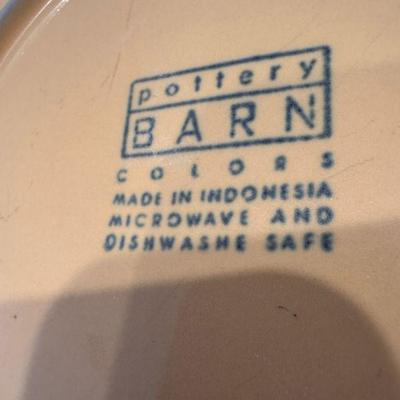 pottery
BARN
COLORS
MADE IN INDONESIA
MICROWAVE AND
DISHWASHE SAFE